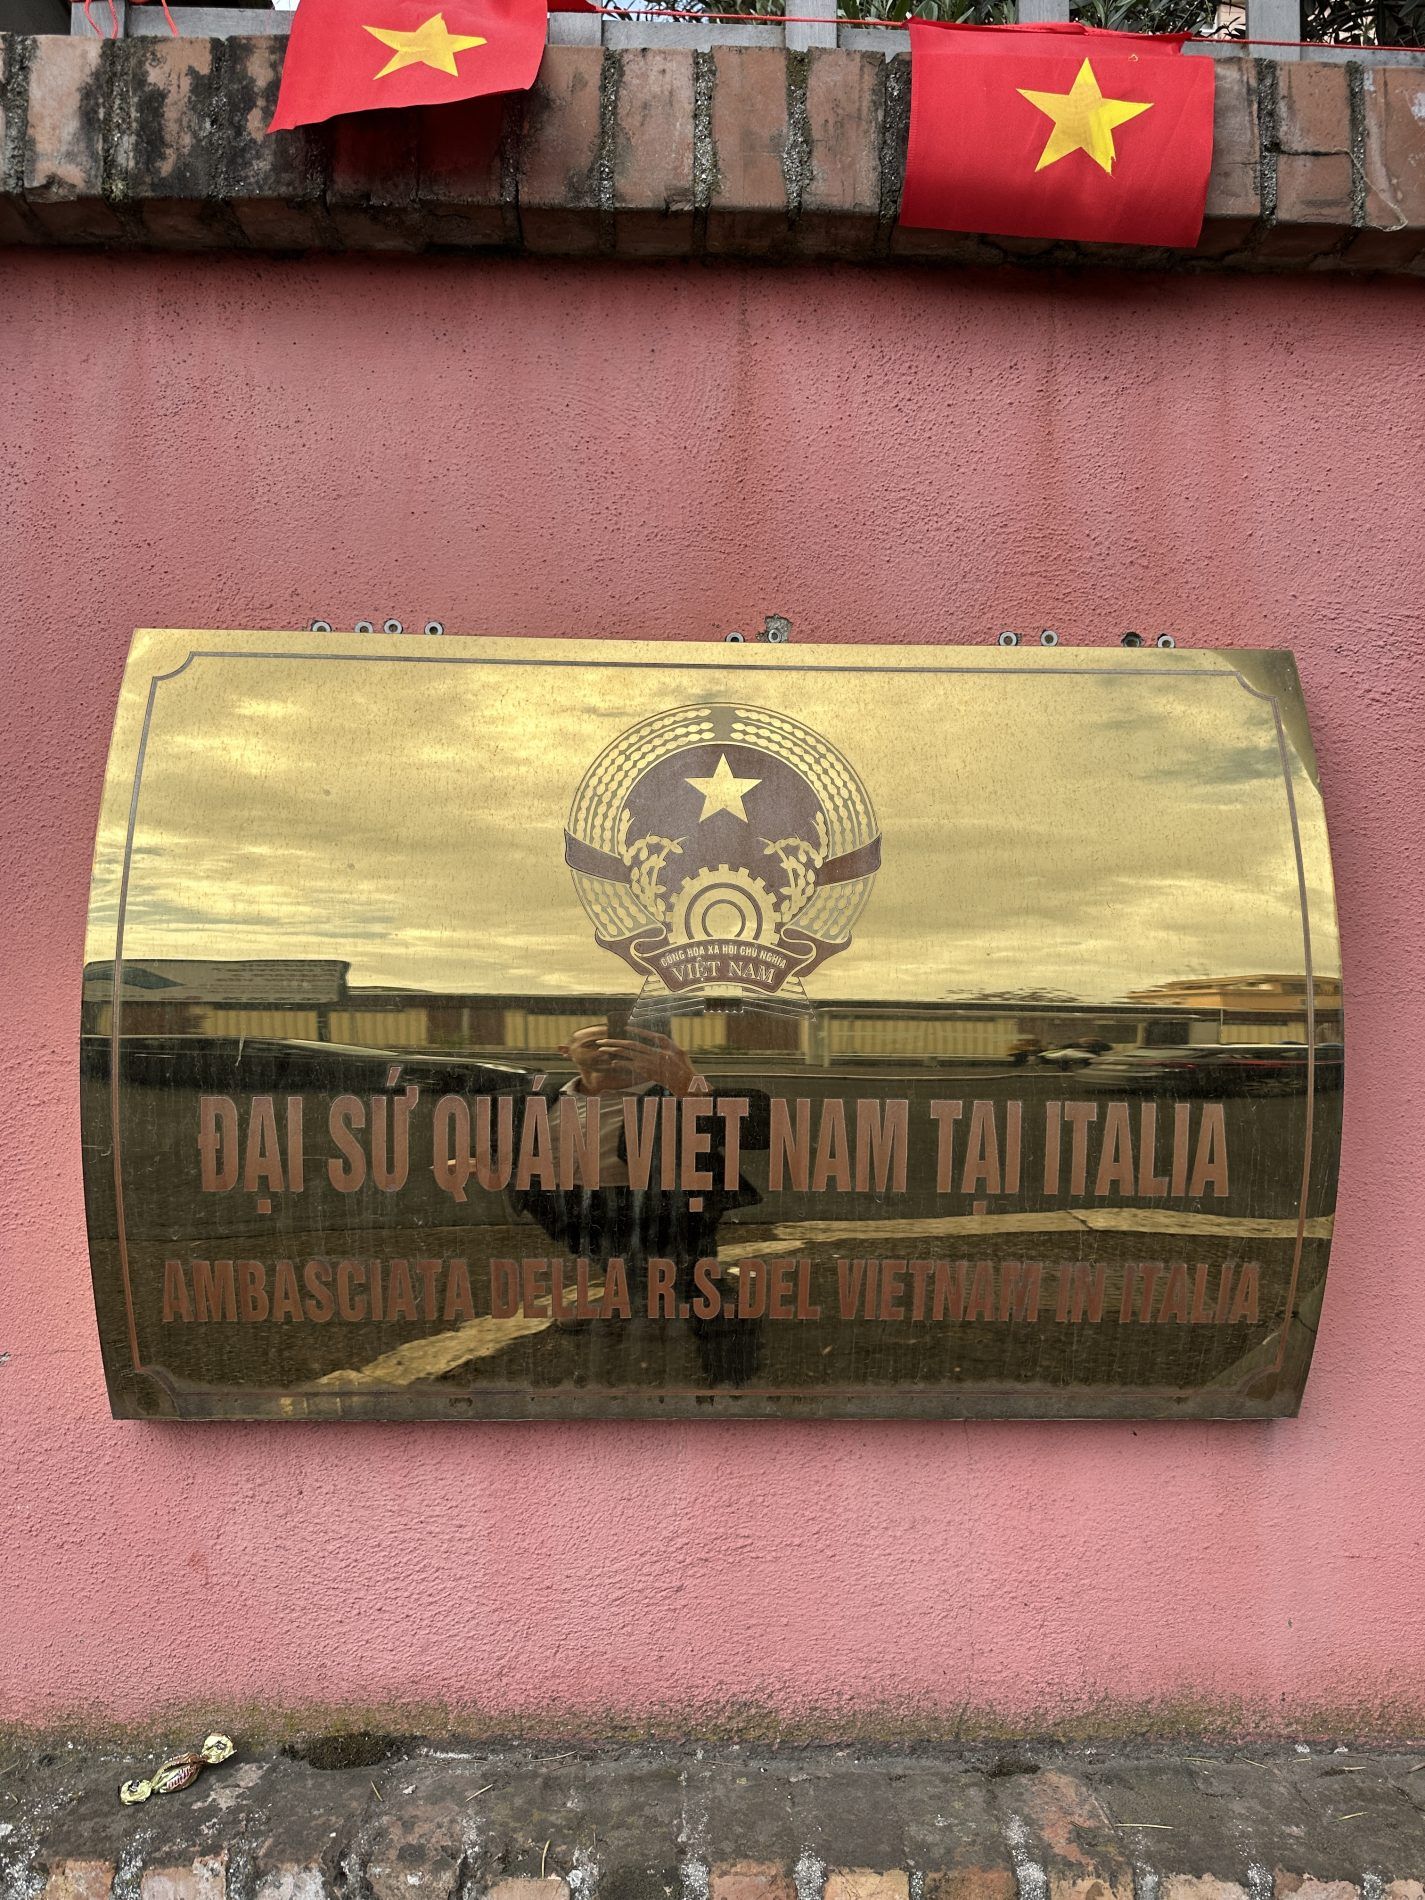 CỘNG HÒA XÃ HỘI CHỦ NGHĨA
VIỆT NAM
ĐẠI SỨ QUÁN VIỆT NAM TẠI ITALIA
AMBASCIATA DELLA R.S.DEL VIETNAM IN ITALIA